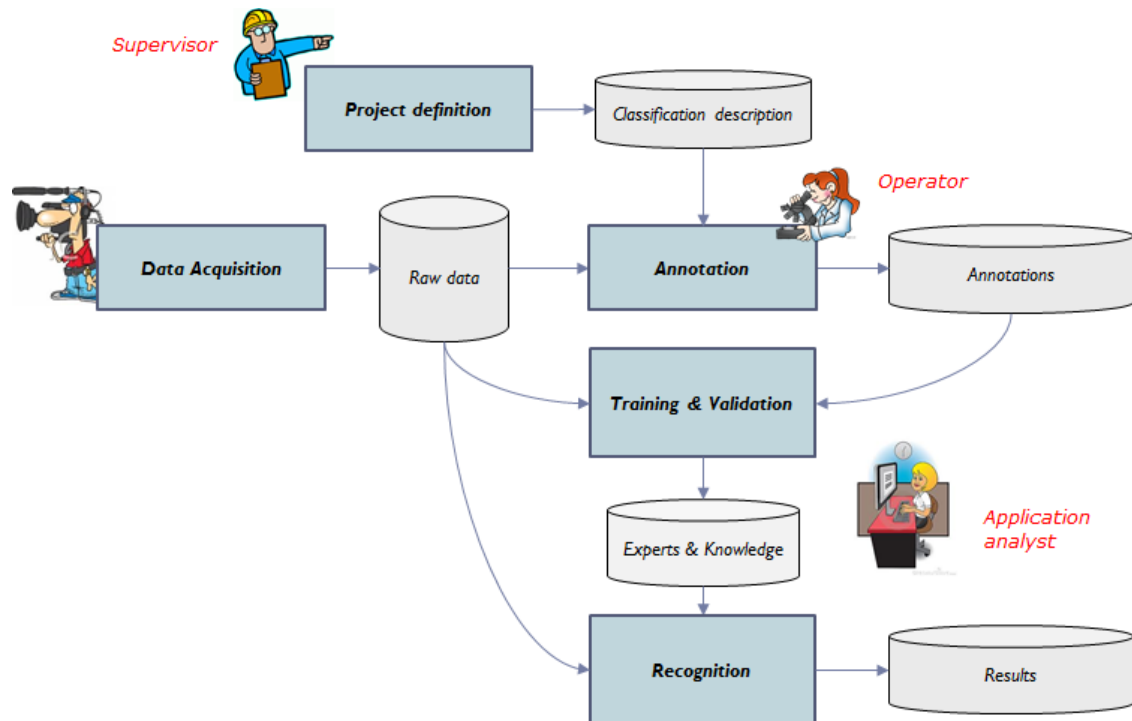 Supervisor
Project definition
Classification description
Operator
Data Acquisition
Raw data
Annotation
Annotations
Training & Validation
Experts & Knowledge
Application
analyst
Recognition
Results